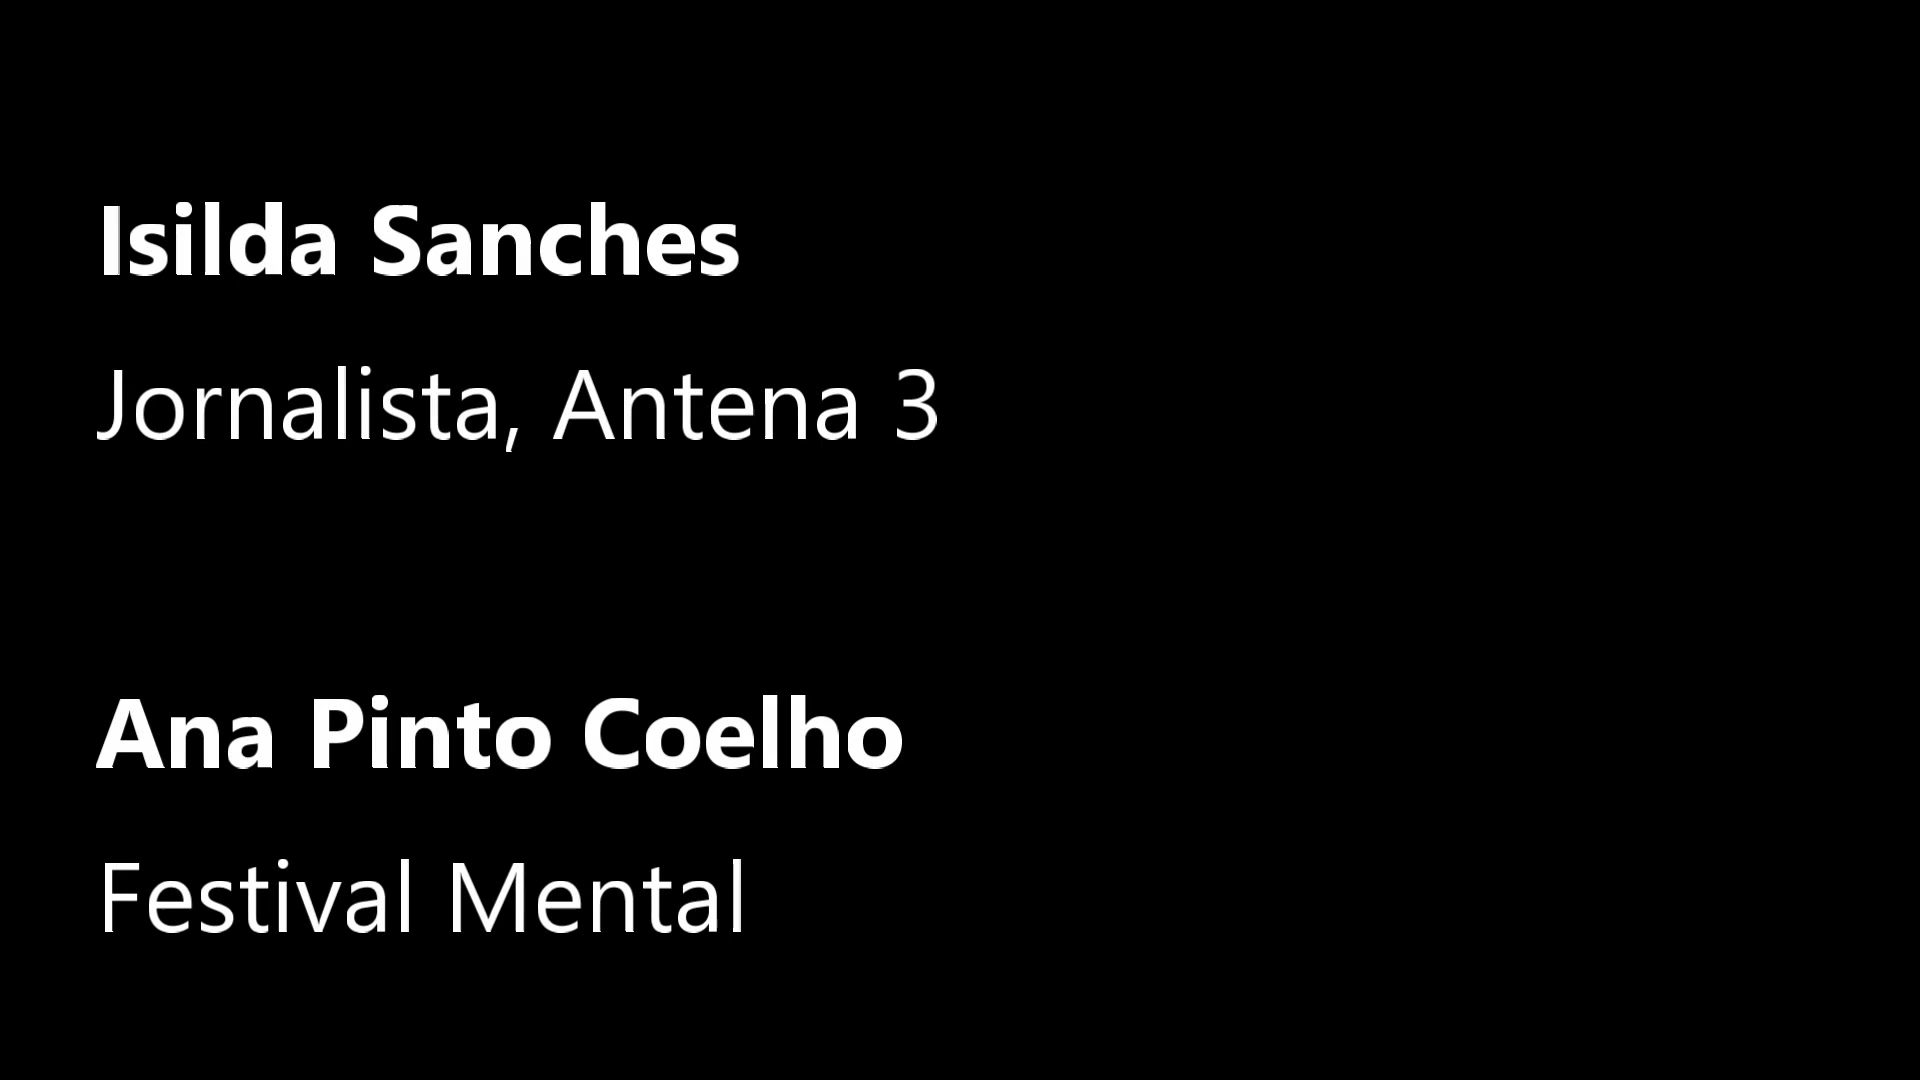 Isilda Sanches
Jornalista, Antena 3
Ana Pinto Coelho
Festival Mental